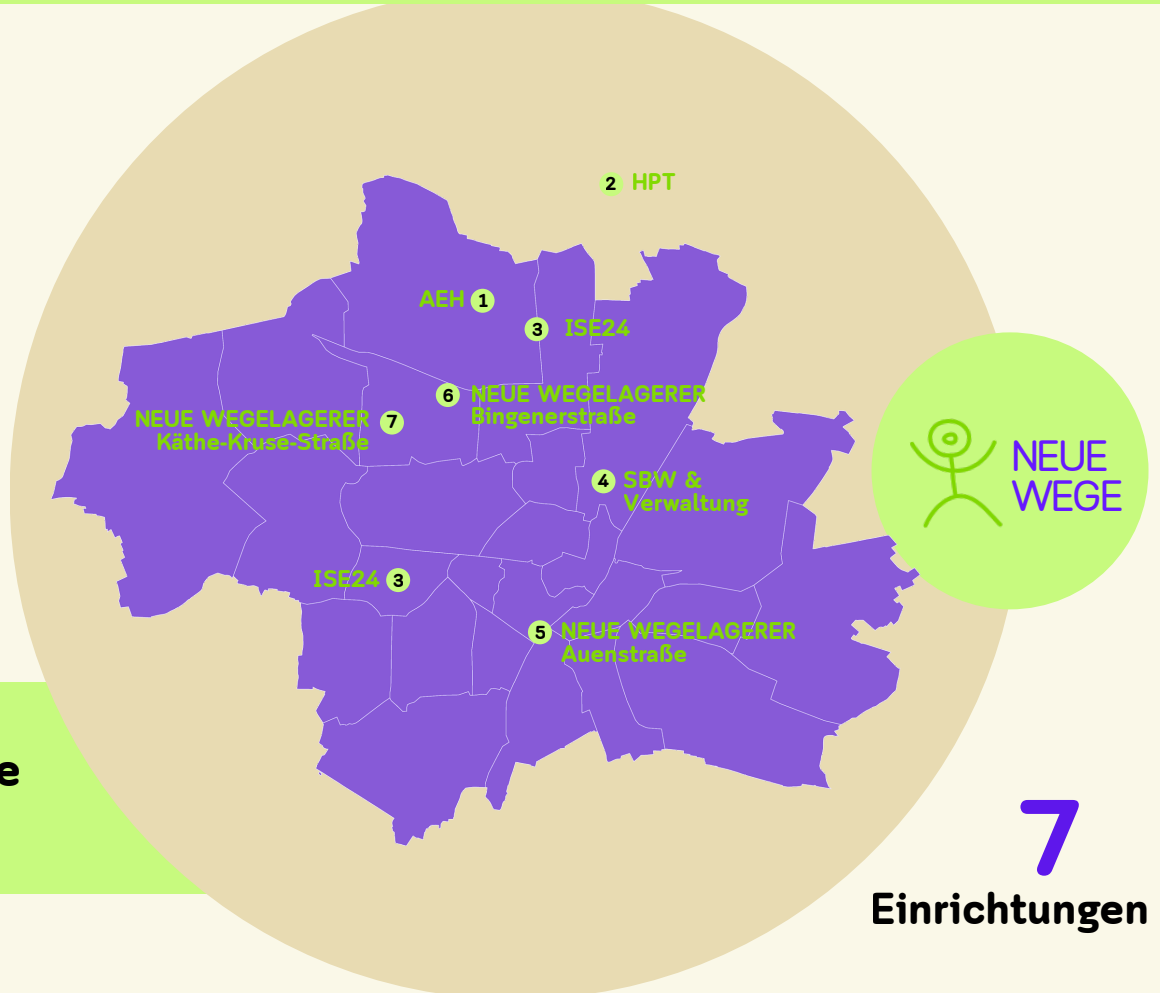 2 HPT
AEH 1
3 ISE24
6 NEUE WEGELAGERER
Bingenerstraße
NEUE WEGELAGERER 7
Käthe-Kruse-Straße
4 SBW &
Verwaltung
NEUE
WEGE
ISE24 3
5 NEUE WEGELAGERER
Auenstraße
e
7
Einrichtungen